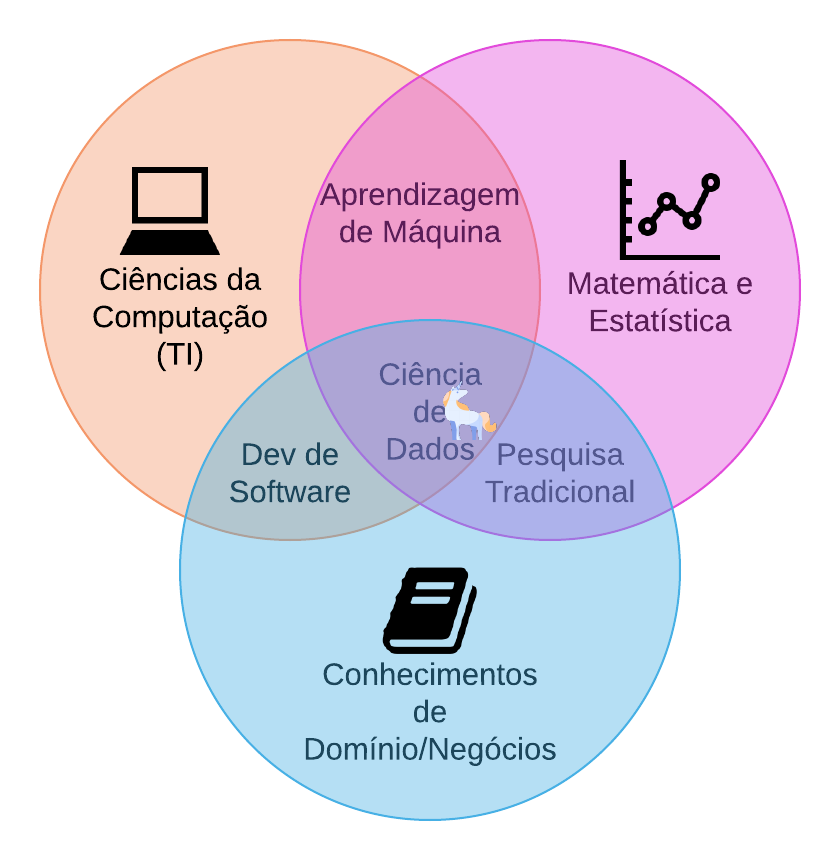 Aprendizagem
de Máquina
Ciências da
Computação
(TI)
Matemática e
Estatística
Ciência
de
Dados
Dev de
Software
Pesquisa
Tradicional
Conhecimentos
de
Domínio/Negócios